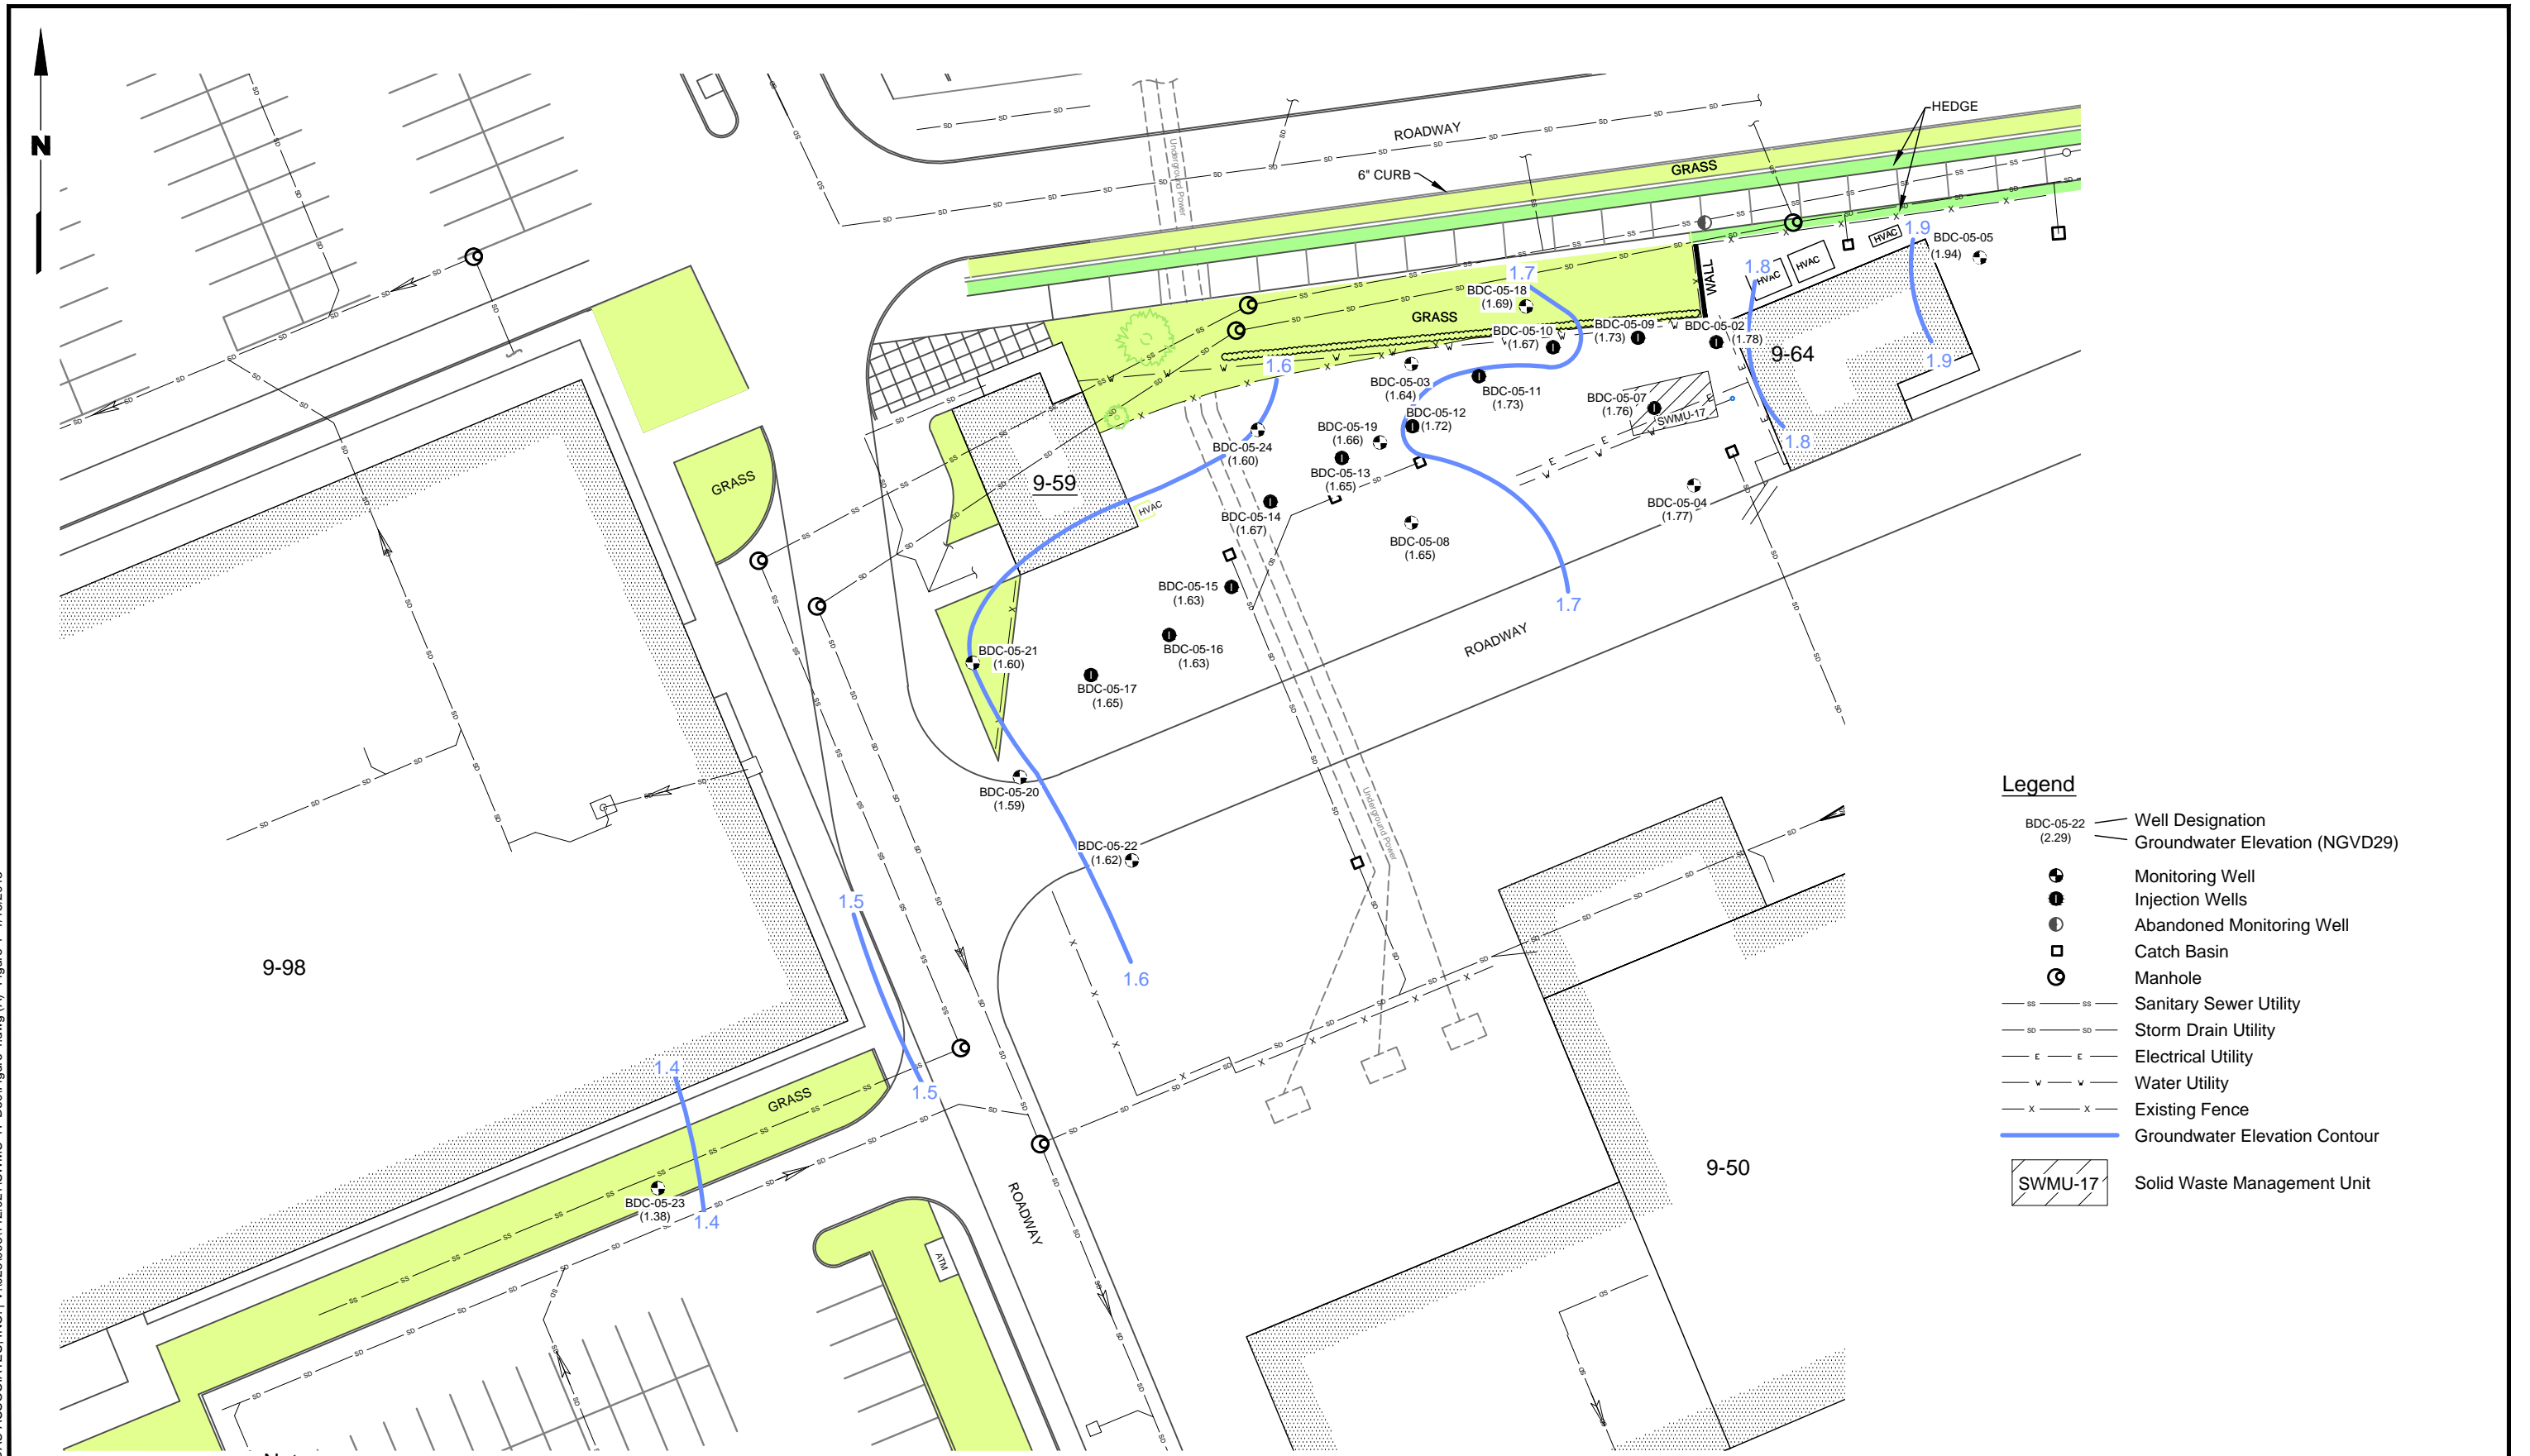 N
HEDGE
ROADWAY
GRASS
6" CURB
Underground Power
1.9
BDC-05-05
(1.94)
HVAC
HVAC
HVAC
WALL
1.8
1.7
BDC-05-18
(1.69)
GRASS
BDC-05-10
(1.67)
BDC-05-09
(1.73)
BDC-05-02
(1.78)
9-64
1.9
1.6
BDC-05-03
(1.64)
BDC-05-11
(1.73)
BDC-05-07
(1.76)
SWMU-17
BDC-05-12
(1.72)
BDC-05-19
(1.66)
1.8
BDC-05-24
(1.60)
BDC-05-13
(1.65)
9-59
GRASS
HVAC
BDC-05-14
(1.67)
BDC-05-04
(1.77)
BDC-05-08
(1.65)
BDC-05-15
(1.63)
1.7
BDC-05-16
(1.63)
ROADWAY
BDC-05-21
(1.60)
BDC-05-17
(1.65)
BDC-05-20
(1.59)
Underground Power
BDC-05-22
(1.62)
1.5
9-98
1.6
1.4
1.5
GRASS
BDC-05-23
(1.38)
1.4
ROADWAY
ATM
9-50
Legend
BDC-05-22
(2.29)
Well Designation
Groundwater Elevation (NGVD29)
Monitoring Well
Injection Wells
Abandoned Monitoring Well
Catch Basin
Manhole
SS SS Sanitary Sewer Utility
SD SD Storm Drain Utility
E E Electrical Utility
W W Water Utility
X X Existing Fence
Groundwater Elevation Contour
SWMU-17 Solid Waste Management Unit